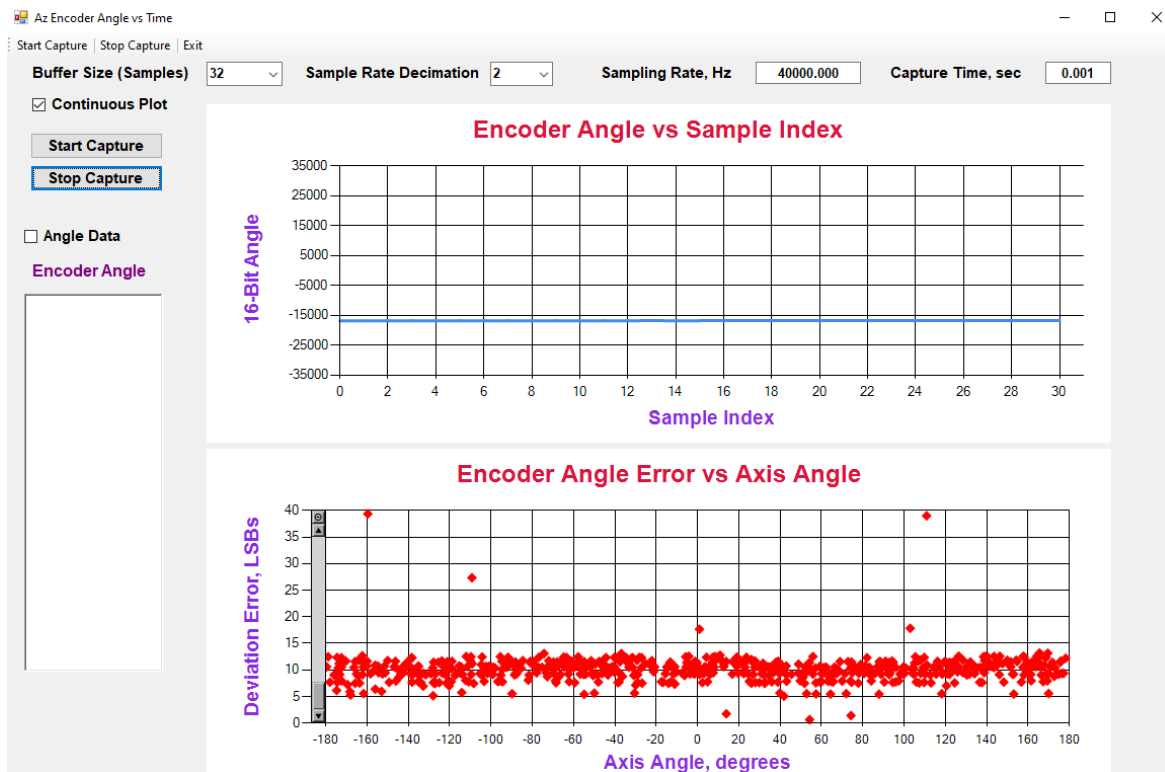 Az Encoder Angle vs Time
Start Capture Stop Capture Exit
Buffer Size (Samples) 32 Sample Rate Decimation 2 Sampling Rate, Hz 40000.000 Capture Time, sec 0.001
Continuous Plot
Start Capture
Stop Capture
Angle Data
Encoder Angle
Encoder Angle vs Sample Index
16-Bit Angle
35000
25000
15000
5000
-5000
-15000
-25000
-35000
0 2 4 6 8 10 12 14 16 18 20 22 24 26 28 30
Sample Index
Encoder Angle Error vs Axis Angle
Deviation Error, LSBs
40
35
30
25
20
15
10
5
0
-180 -160 -140 -120 -100 -80 -60 -40 -20 0 20 40 60 80 100 120 140 160 180
Axis Angle, degrees